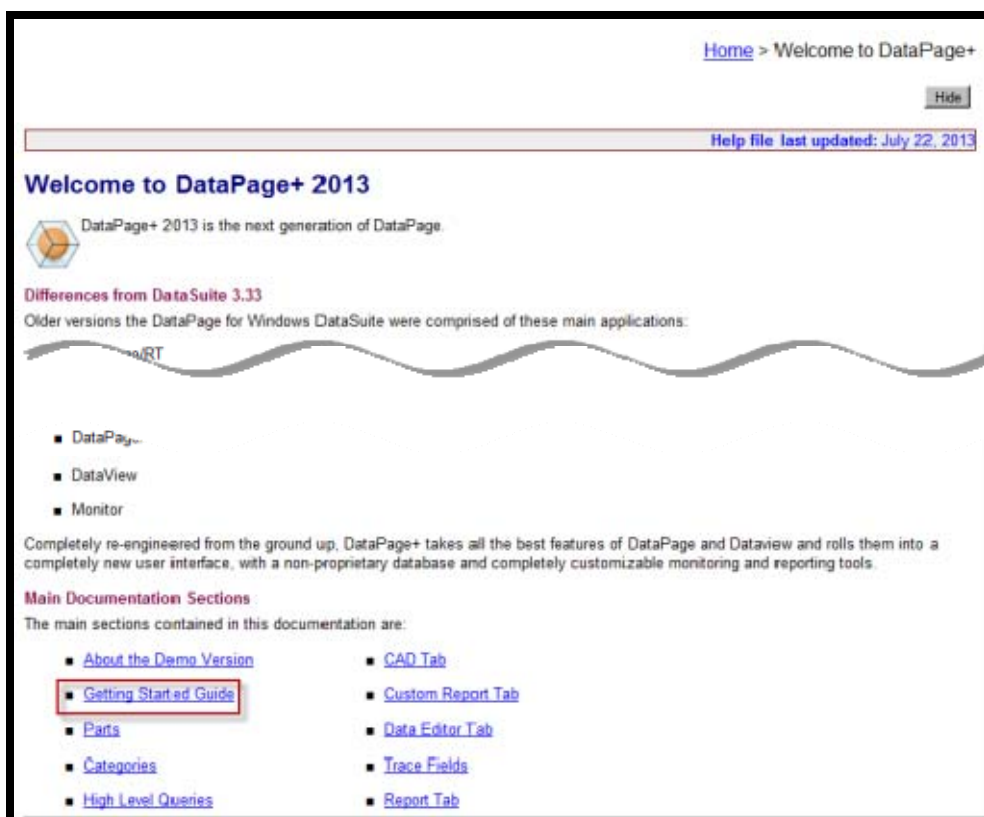 Home > Welcome to DataPage+
Hide
Help file last updated: July 22, 2013
Welcome to DataPage+ 2013
DataPage+ 2013 is the next generation of DataPage.
Differences from DataSuite 3.33
Older versions the DataPage for Windows DataSuite were comprised of these main applications:
/RT
DataView
Monitor
Completely re-engineered from the ground up, DataPage+ takes all the best features of DataPage and Dataview and rolls them into a
completely new user interface, with a non-proprietary database and completely customizable monitoring and reporting tools.
Main Documentation Sections
The main sections contained in this documentation are:
About the Demo Version
Getting Started Guide
Parts
Categories
High Level Queries
CAD Tab
Custom Report Tab
Data Editor Tab
Trace Fields
Report Tab